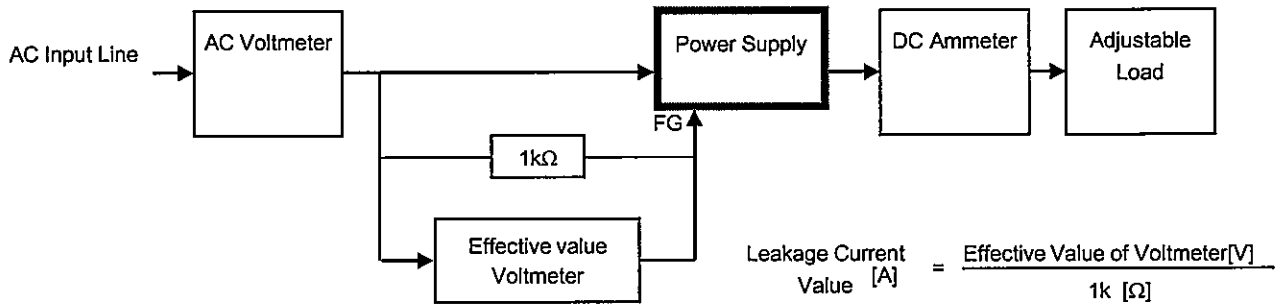 AC Input Line
AC Voltmeter
Power Supply
DC Ammeter
Adjustable
Load
FG
1kΩ
Effective value
Voltmeter
Leakage Current
Value [A] = Effective Value of Voltmeter[V]
1k [Ω]